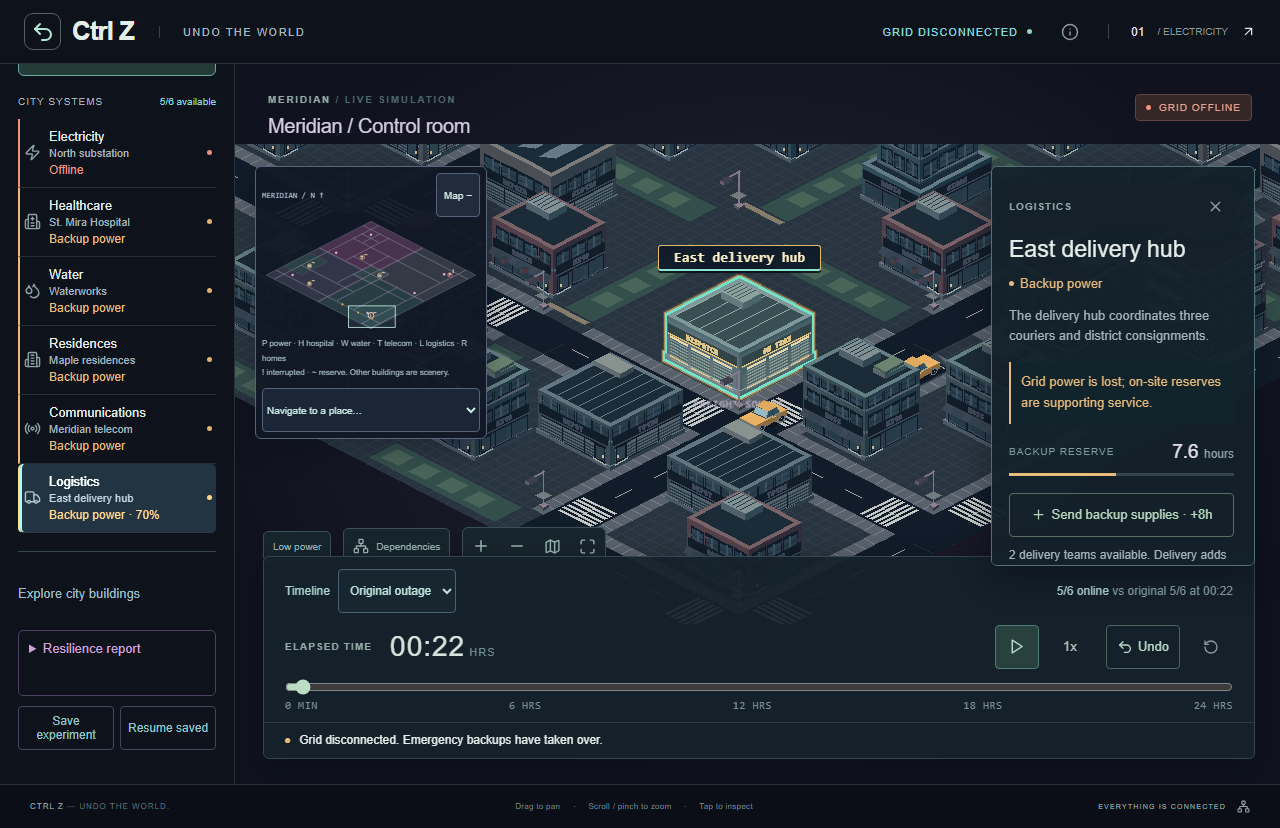 Ctrl Z
UNDO THE WORLD
GRID DISCONNECTED
01 / ELECTRICITY
CITY SYSTEMS
5/6 available
Electricity
North substation
Offline
Healthcare
St. Mira Hospital
Backup power
Water
Waterworks
Backup power
Residences
Maple residences
Backup power
Communications
Meridian telecom
Backup power
Logistics
East delivery hub
Backup power · 70%
Explore city buildings
Resilience report
Save experiment
Resume saved
MERIDIAN / LIVE SIMULATION
Meridian / Control room
GRID OFFLINE
MERIDIAN / N ↑
Map −
P power · H hospital · W water · T telecom · L logistics · R
homes
! interrupted · ~ reserve. Other buildings are scenery.
Navigate to a place...
East delivery hub
DISPATCH
LOGISTICS
East delivery hub
Backup power
The delivery hub coordinates three
couriers and district consignments.
Grid power is lost; on-site reserves
are supporting service.
BACKUP RESERVE
7.6 hours
+ Send backup supplies · +8h
2 delivery teams available. Delivery adds
Low power
Dependencies
Timeline
Original outage
5/6 online vs original 5/6 at 00:22
ELAPSED TIME
00:22 HRS
1x
Undo
0 MIN
6 HRS
12 HRS
18 HRS
24 HRS
Grid disconnected. Emergency backups have taken over.
CTRL Z — UNDO THE WORLD.
Drag to pan · Scroll / pinch to zoom · Tap to inspect
EVERYTHING IS CONNECTED